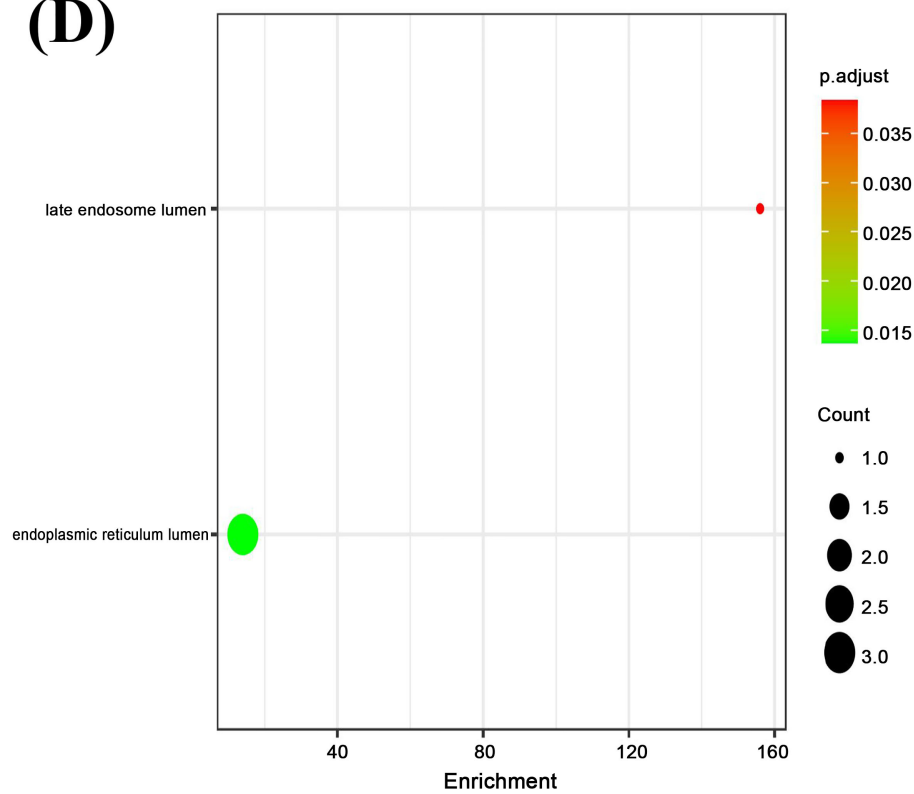 (D)
late endosome lumen
endoplasmic reticulum lumen
40 80 120 160
Enrichment
p.adjust
0.035
0.030
0.025
0.020
0.015
Count
1.0
1.5
2.0
2.5
3.0